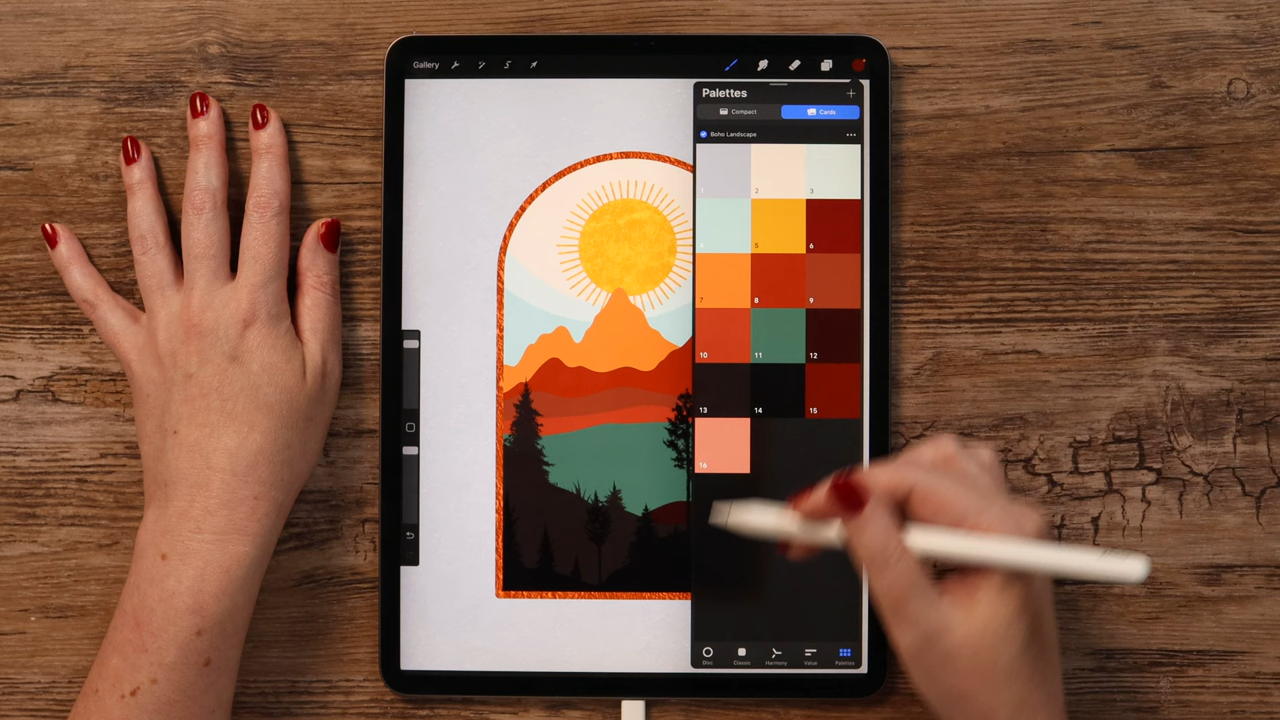 Gallery
Palettes
Compact
Cards
Boho Landscape
1
2
3
4
5
6
7
8
9
10
11
12
13
14
15
16
Disc
Classic
Harmony
Value
Palettes